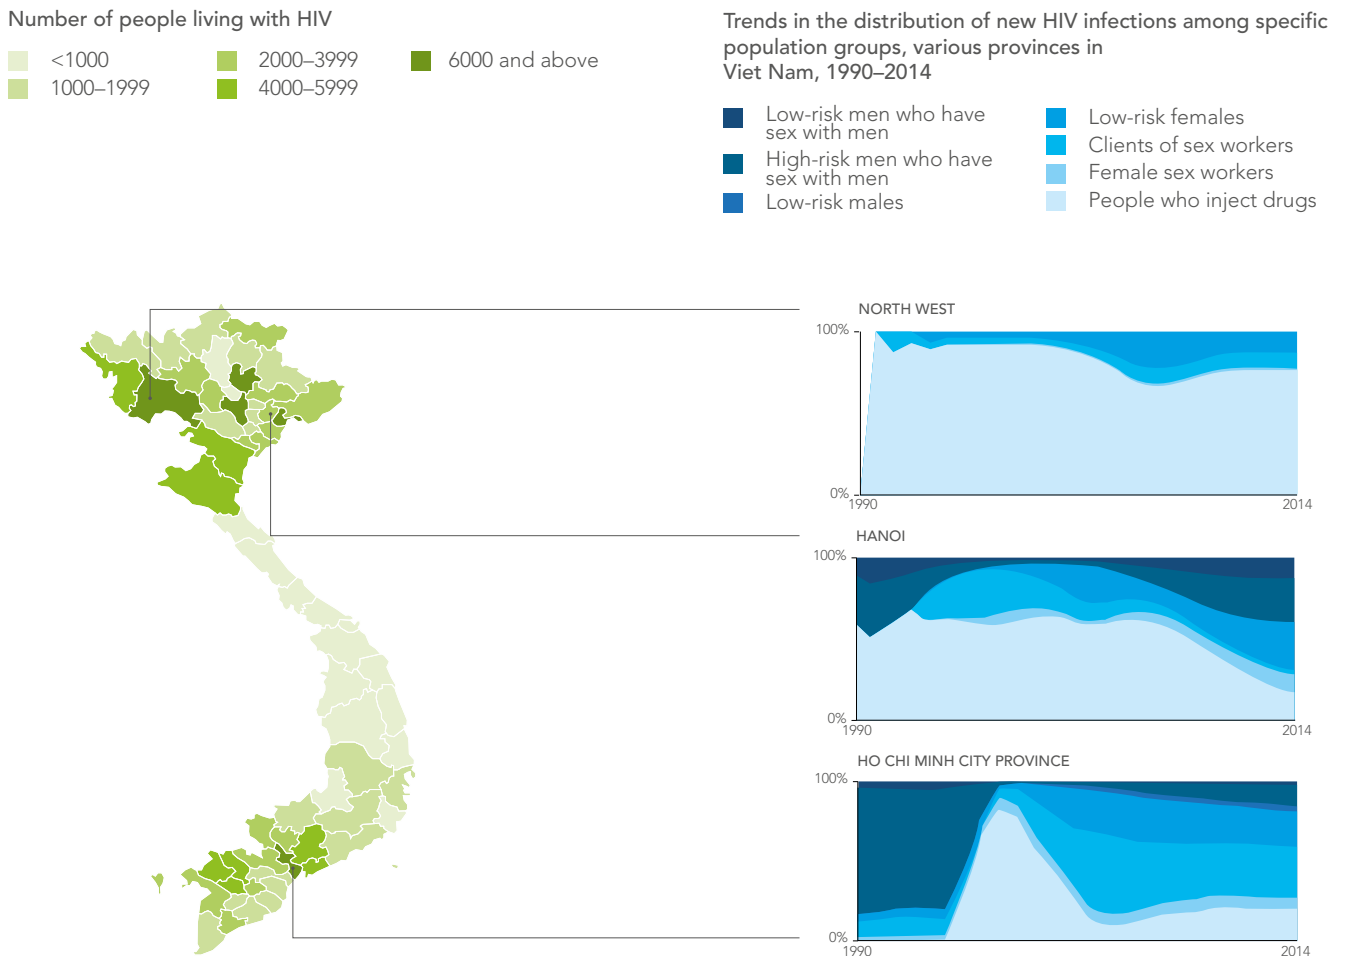 Number of people living with HIV
<1000
1000–1999
2000–3999
4000–5999
6000 and above
Trends in the distribution of new HIV infections among specific
population groups, various provinces in
Viet Nam, 1990–2014
Low-risk men who have
sex with men
High-risk men who have
sex with men
Low-risk males
Low-risk females
Clients of sex workers
Female sex workers
People who inject drugs
NORTH WEST
100%
0%
1990
2014
HANOI
100%
0%
1990
2014
HO CHI MINH CITY PROVINCE
100%
0%
1990
2014